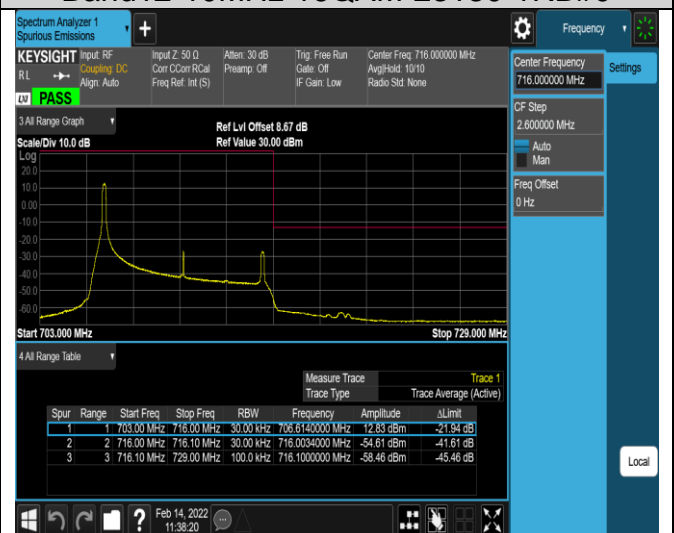 Spectrum Analyzer 1
Spurious Emissions
Frequency
KEYSIGHT Input: RF Input Z: 50 Ω Atten: 30 dB Trig: Free Run Center Freq: 716.000000 MHz
RL Coupling: DC Corr CCorr RCal Preamp: Off Gate: Off Avg|Hold: 10/10
Align: Auto Freq Ref: Int (S) IF Gain: Low Radio Std: None
LXI PASS
Center Frequency
716.000000 MHz
Settings
CF Step
2.600000 MHz
Auto
Man
Freq Offset
0 Hz
3 All Range Graph
Ref Lvl Offset 8.67 dB
Scale/Div 10.0 dB Ref Value 30.00 dBm
Log
20.0
10.0
0.00
-10.0
-20.0
-30.0
-40.0
-50.0
-60.0
Start 703.000 MHz Stop 729.000 MHz
4 All Range Table
Measure Trace Trace 1
Trace Type Trace Average (Active)
Spur Range Start Freq Stop Freq RBW Frequency Amplitude ΔLimit
1 1 703.00 MHz 716.00 MHz 30.00 kHz 706.6140000 MHz 12.83 dBm -21.94 dB
2 2 716.00 MHz 716.10 MHz 30.00 kHz 716.0034000 MHz -54.61 dBm -41.61 dB
3 3 716.10 MHz 729.00 MHz 100.0 kHz 716.1000000 MHz -58.46 dBm -45.46 dB
Local
Feb 14, 2022
11:38:20